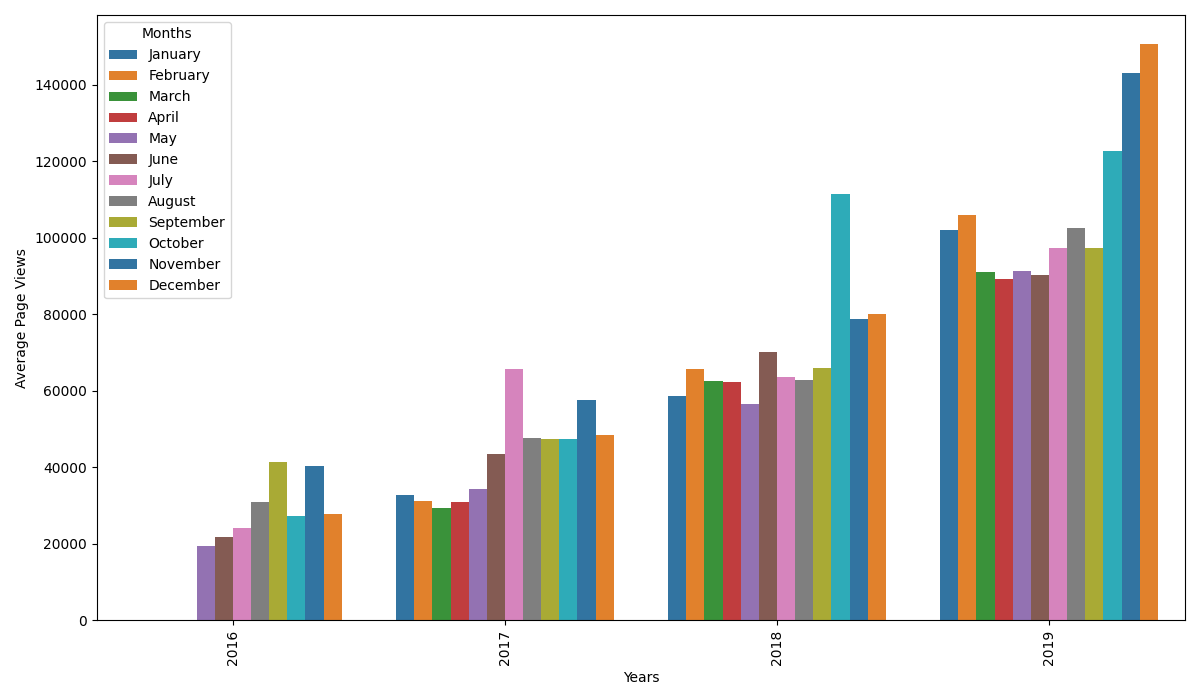 Months
January
February
March
April
May
June
July
August
September
October
November
December
Average Page Views
140000
120000
100000
80000
60000
40000
20000
0
2016
2017
2018
2019
Years